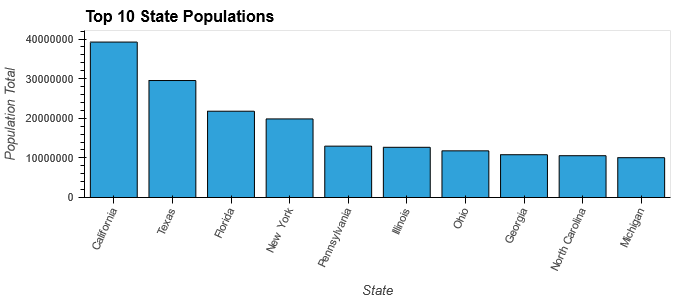 Top 10 State Populations
Population Total
40000000
30000000
20000000
10000000
0
California
Texas
Florida
New York
Pennsylvania
Illinois
Ohio
Georgia
North Carolina
Michigan
State